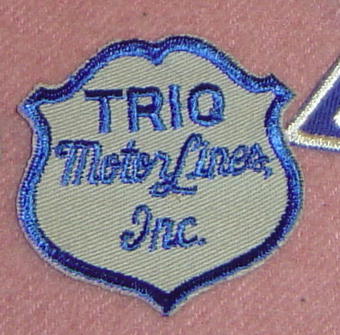 TRIQ
Motor Lines,
Inc.